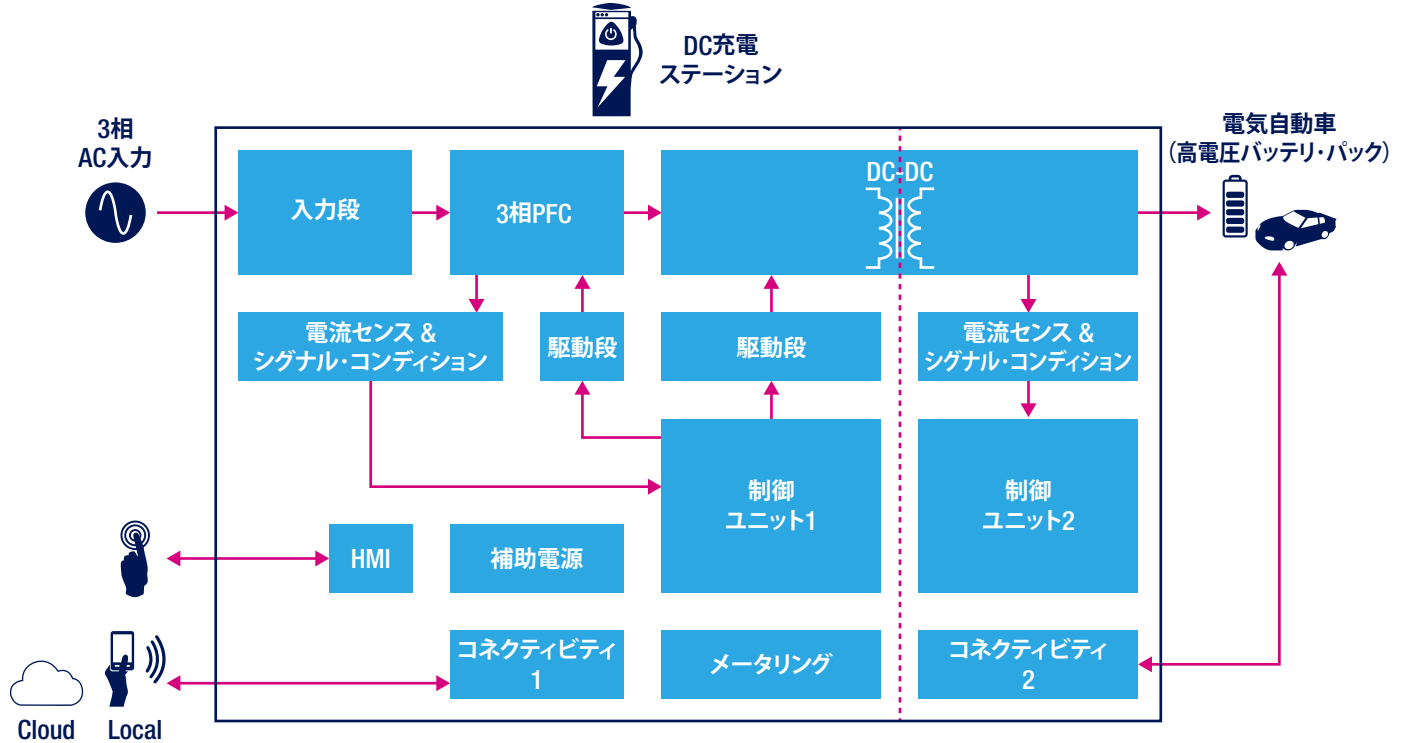 DC充電
ステーション
3相
AC入力
電気自動車
（高電圧バッテリ・パック）
入力段
3相PFC
DC-DC
電流センス &
シグナル・コンディション
駆動段
駆動段
電流センス &
シグナル・コンディション
制御
ユニット1
制御
ユニット2
HMI
補助電源
コネクティビティ
1
メータリング
コネクティビティ
2
Cloud
Local